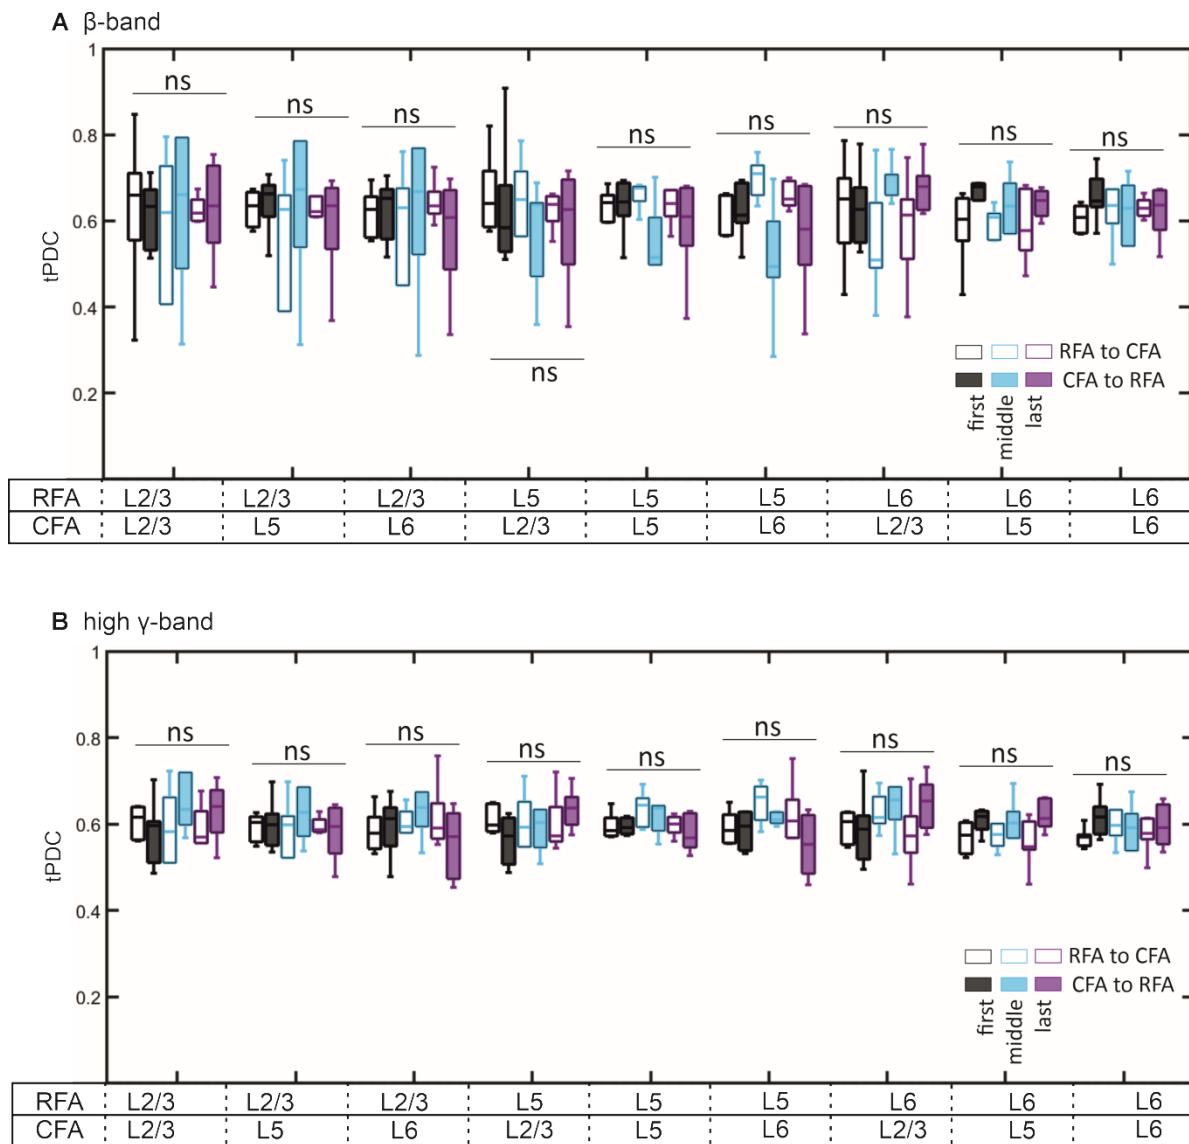 A β-band
1
ns
ns
ns
ns
ns
ns
ns
ns
ns
0.8
0.6
0.4
0.2
tPDC
RFA to CFA
CFA to RFA
first
middle
last
RFA L2/3 L2/3 L2/3 L5 L5 L5 L6 L6 L6
CFA L2/3 L5 L6 L2/3 L5 L6 L2/3 L5 L6
B high γ-band
1
ns
ns
ns
ns
ns
ns
ns
ns
ns
0.8
0.6
0.4
0.2
tPDC
RFA to CFA
CFA to RFA
first
middle
last
RFA L2/3 L2/3 L2/3 L5 L5 L5 L6 L6 L6
CFA L2/3 L5 L6 L2/3 L5 L6 L2/3 L5 L6